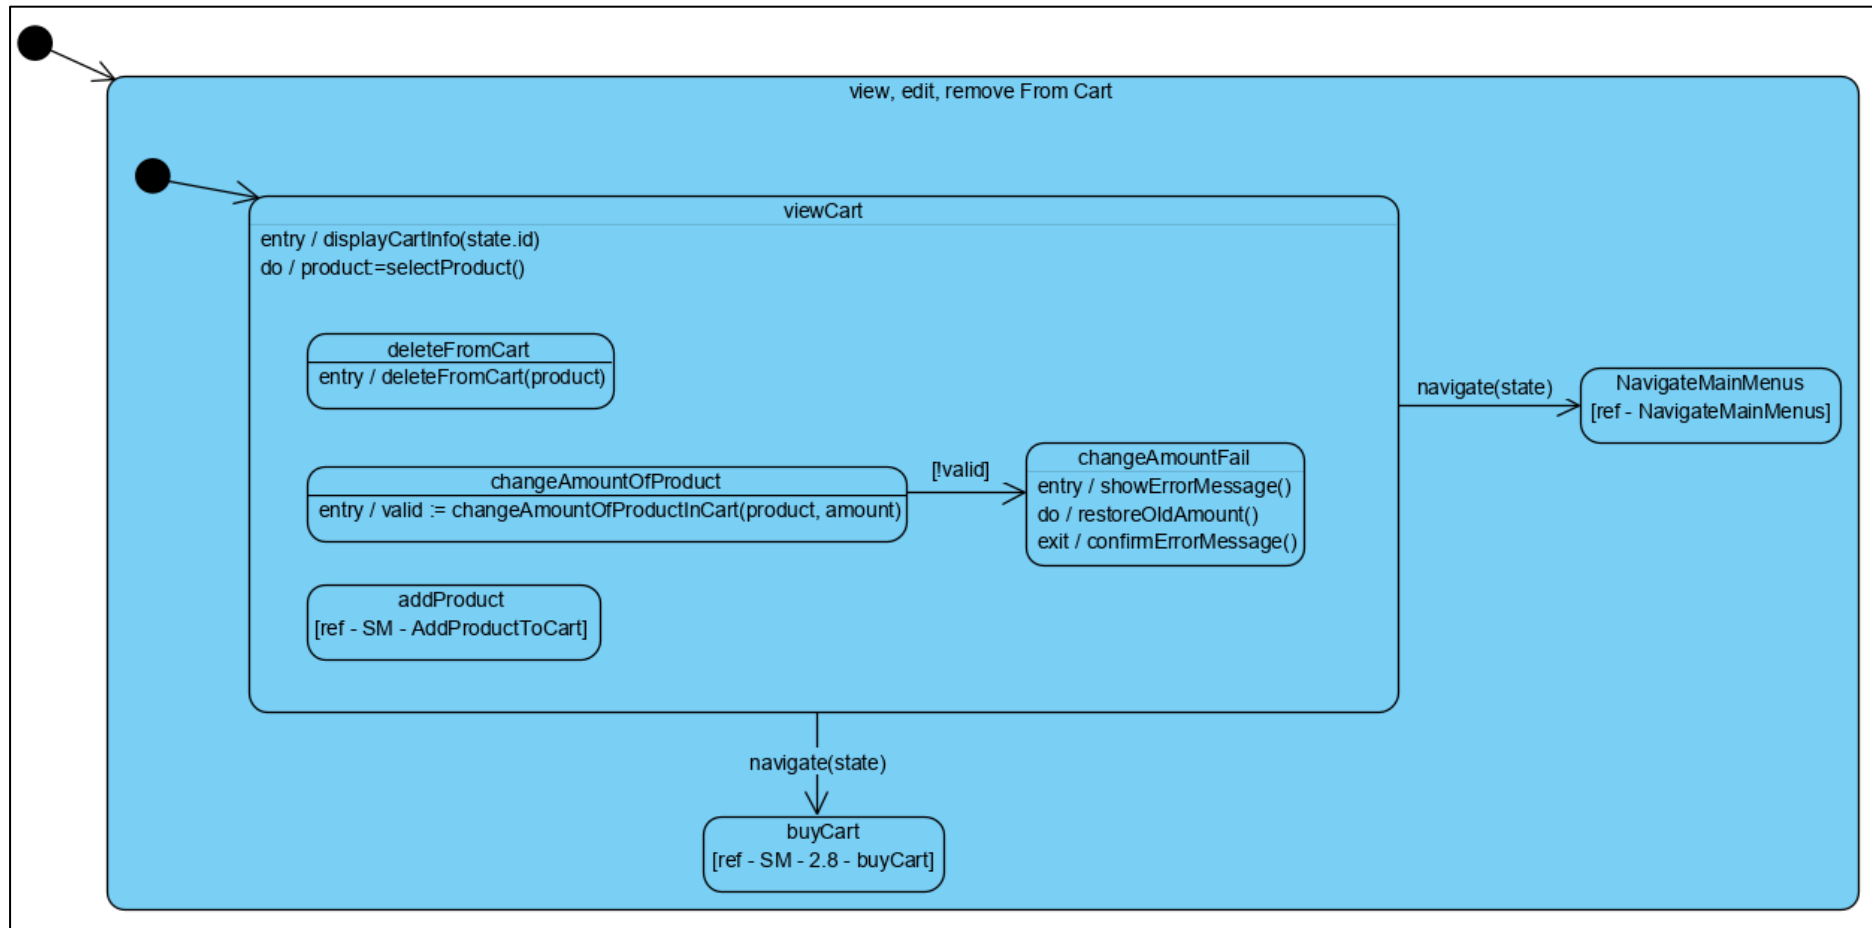 view, edit, remove From Cart
viewCart
entry / displayCartInfo(state.id)
do / product:=selectProduct()
deleteFromCart
entry / deleteFromCart(product)
changeAmountOfProduct
entry / valid := changeAmountOfProductInCart(product, amount)
[!valid]
changeAmountFail
entry / showErrorMessage()
do / restoreOldAmount()
exit / confirmErrorMessage()
addProduct
[ref - SM - AddProductToCart]
navigate(state)
NavigateMainMenus
[ref - NavigateMainMenus]
navigate(state)
buyCart
[ref - SM - 2.8 - buyCart]